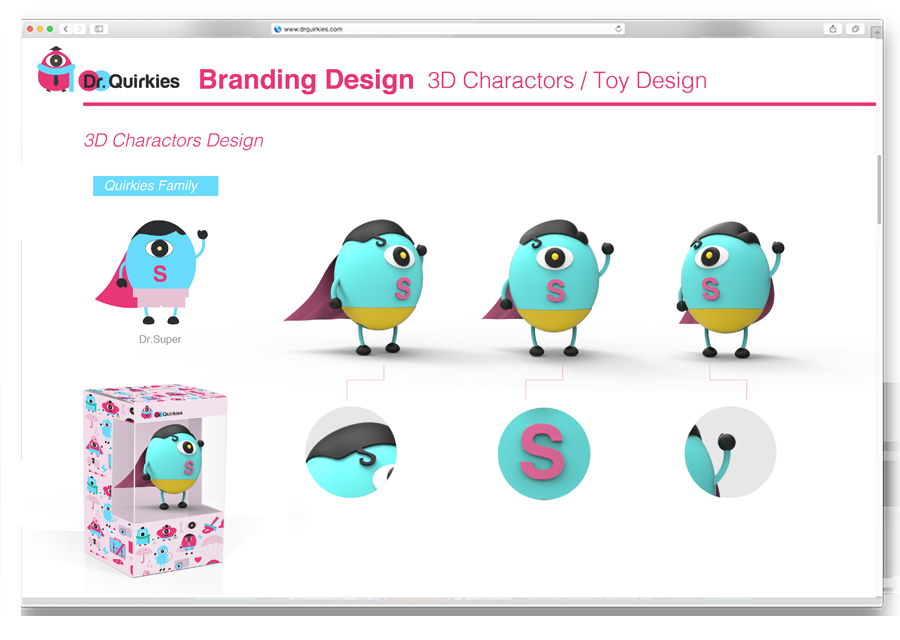 www.drquirkies.com
Dr.Quirkies
Branding Design 3D Charactors / Toy Design
3D Charactors Design
Quirkies Family
S
S
S
S
Dr.Super
Dr.Quirkies
S
S